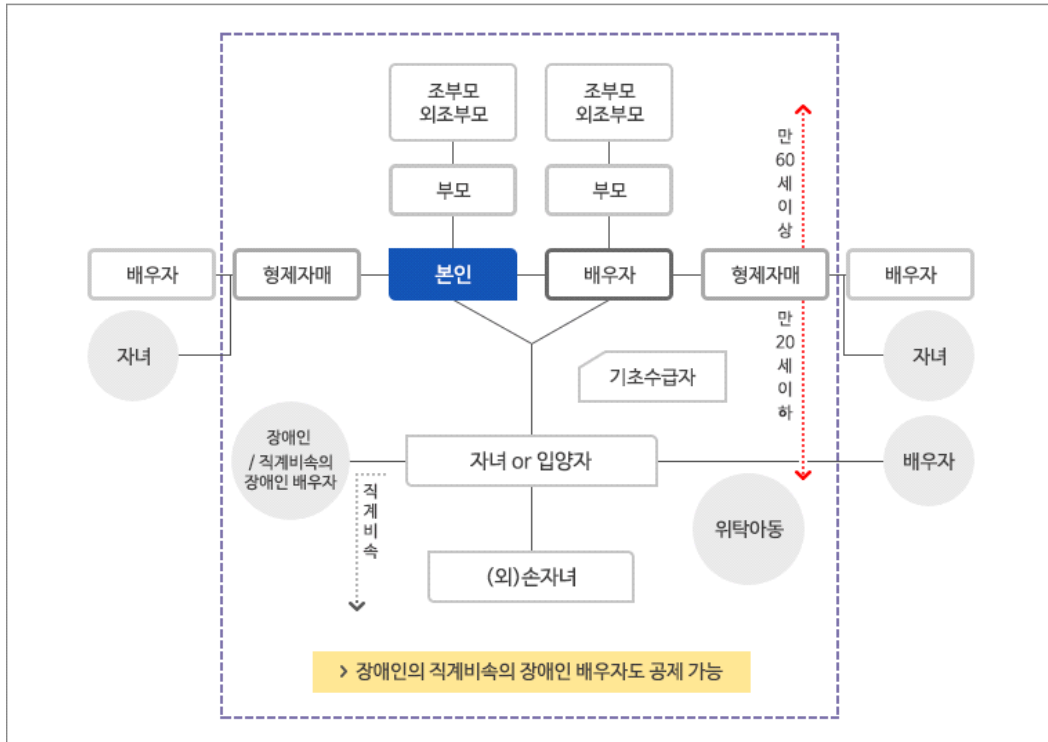 조부모
외조부모
조부모
외조부모
부모
부모
만 60 세 이 상
배우자
형제자매
본인
배우자
형제자매
배우자
자녀
만 20 세 이 하
자녀
기초수급자
장애인
/ 직계비속의
장애인 배우자
자녀 or 입양자
배우자
직계비속
위탁아동
(외)손자녀
> 장애인의 직계비속의 장애인 배우자도 공제 가능